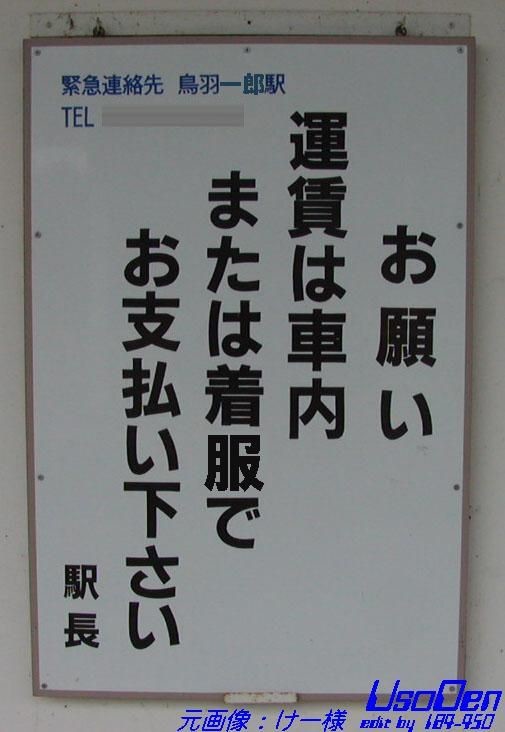 緊急連絡先 鳥羽一郎駅
TEL
お願い
運賃は車内
または着服で
お支払い下さい
駅長
UsoDen
元画像：けー様 edit by 189-950